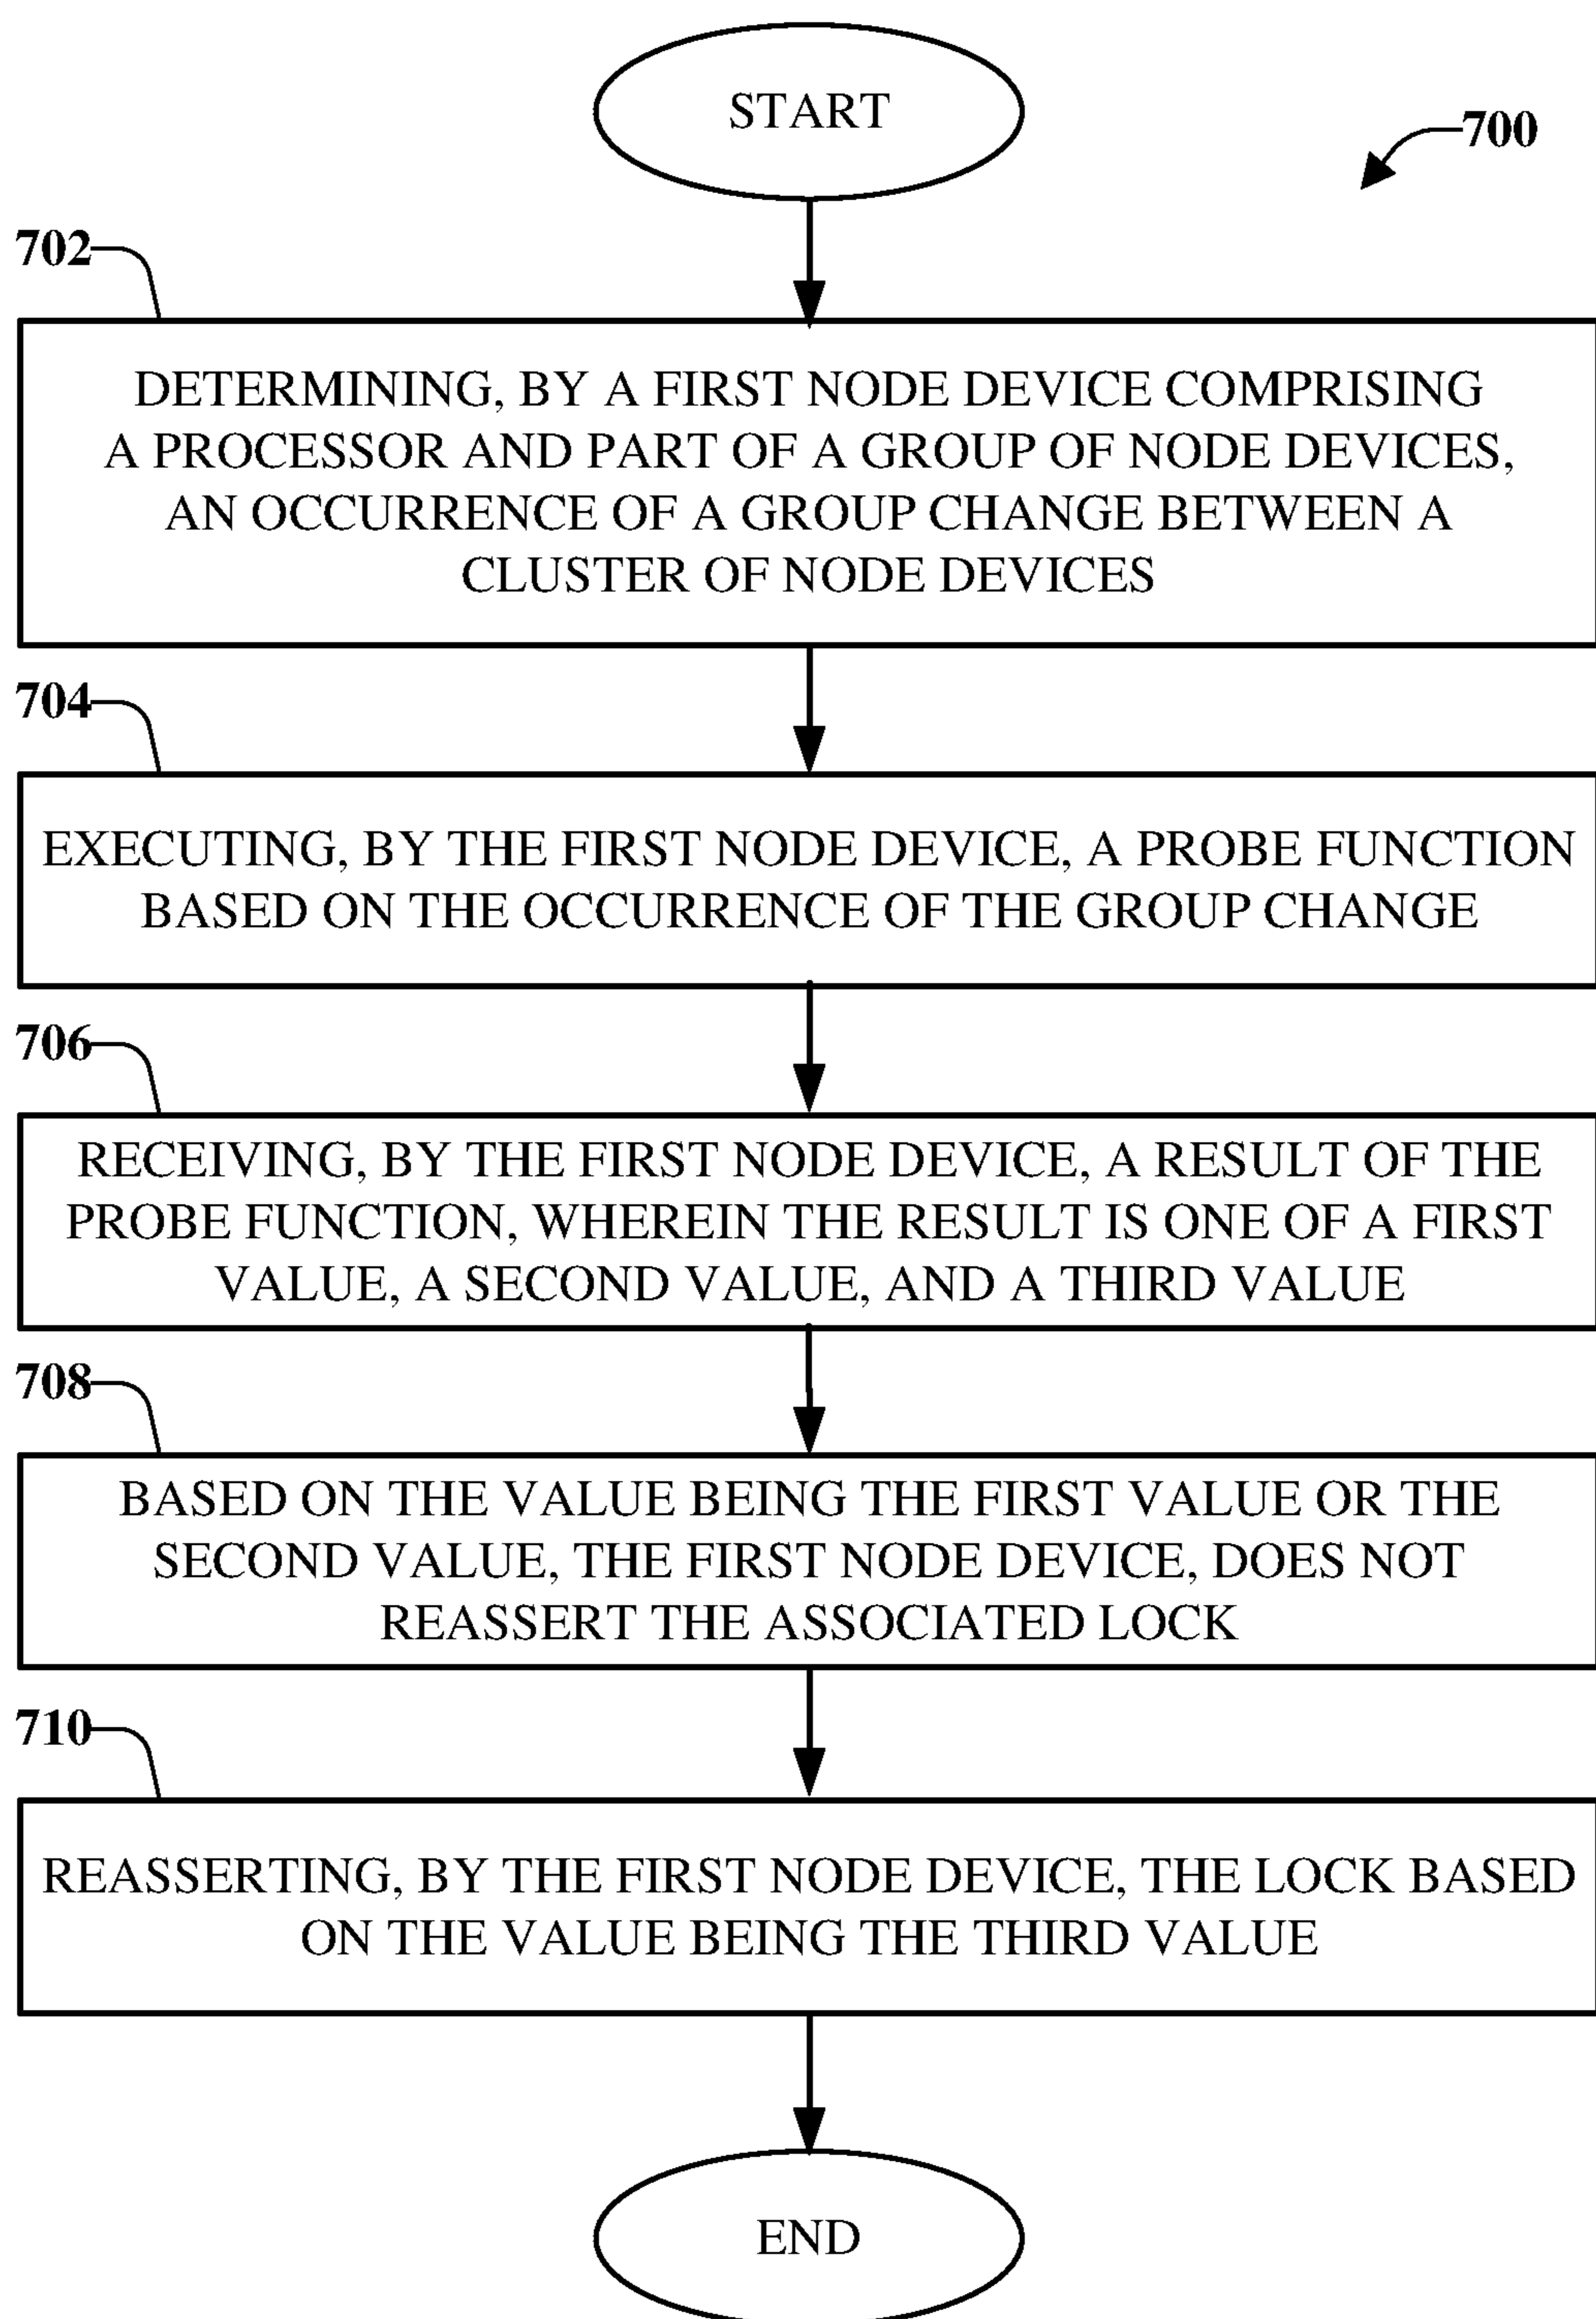 START
700
702
DETERMINING, BY A FIRST NODE DEVICE COMPRISING
A PROCESSOR AND PART OF A GROUP OF NODE DEVICES,
AN OCCURRENCE OF A GROUP CHANGE BETWEEN A
CLUSTER OF NODE DEVICES
704
EXECUTING, BY THE FIRST NODE DEVICE, A PROBE FUNCTION
BASED ON THE OCCURRENCE OF THE GROUP CHANGE
706
RECEIVING, BY THE FIRST NODE DEVICE, A RESULT OF THE
PROBE FUNCTION, WHEREIN THE RESULT IS ONE OF A FIRST
VALUE, A SECOND VALUE, AND A THIRD VALUE
708
BASED ON THE VALUE BEING THE FIRST VALUE OR THE
SECOND VALUE, THE FIRST NODE DEVICE, DOES NOT
REASSERT THE ASSOCIATED LOCK
710
REASSERTING, BY THE FIRST NODE DEVICE, THE LOCK BASED
ON THE VALUE BEING THE THIRD VALUE
END